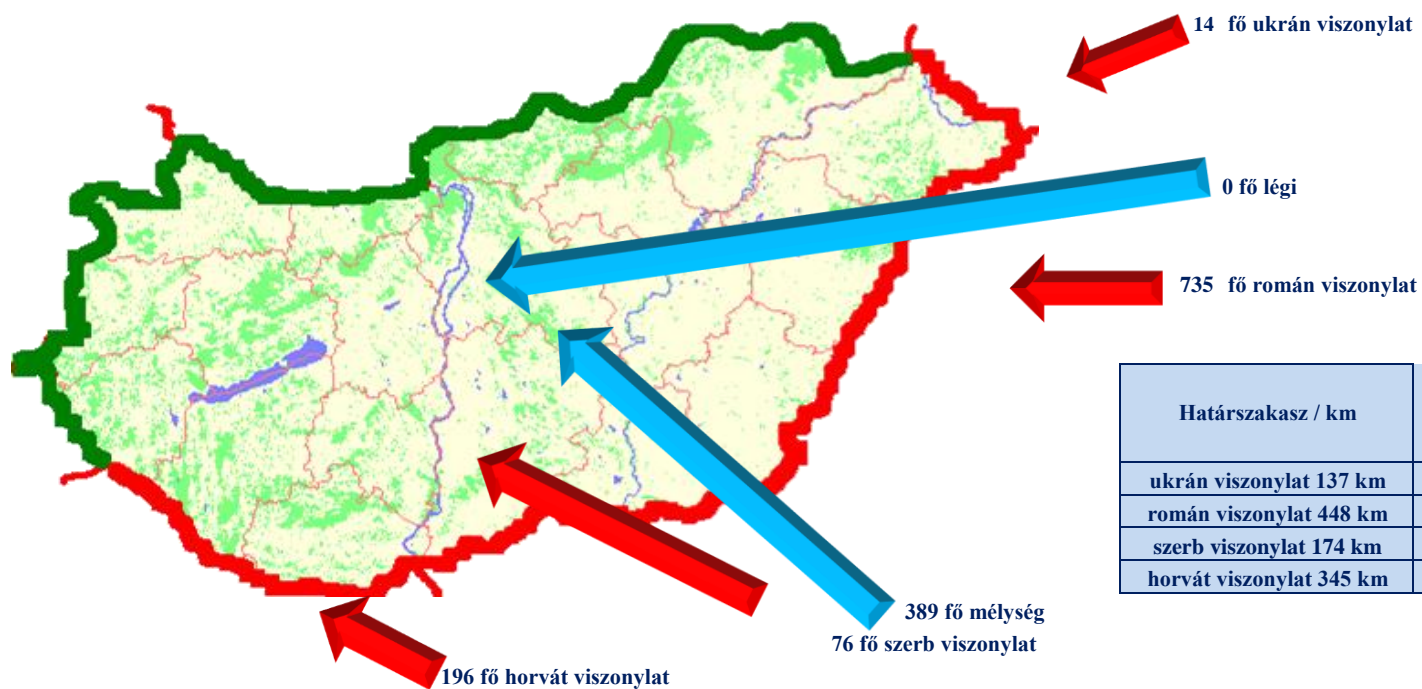 14 fő ukrán viszonylat
0 fő légi
735 fő román viszonylat
Határszakasz / km
ukrán viszonylat 137 km
román viszonylat 448 km
szerb viszonylat 174 km
horvát viszonylat 345 km
389 fő mélység
76 fő szerb viszonylat
196 fő horvát viszonylat